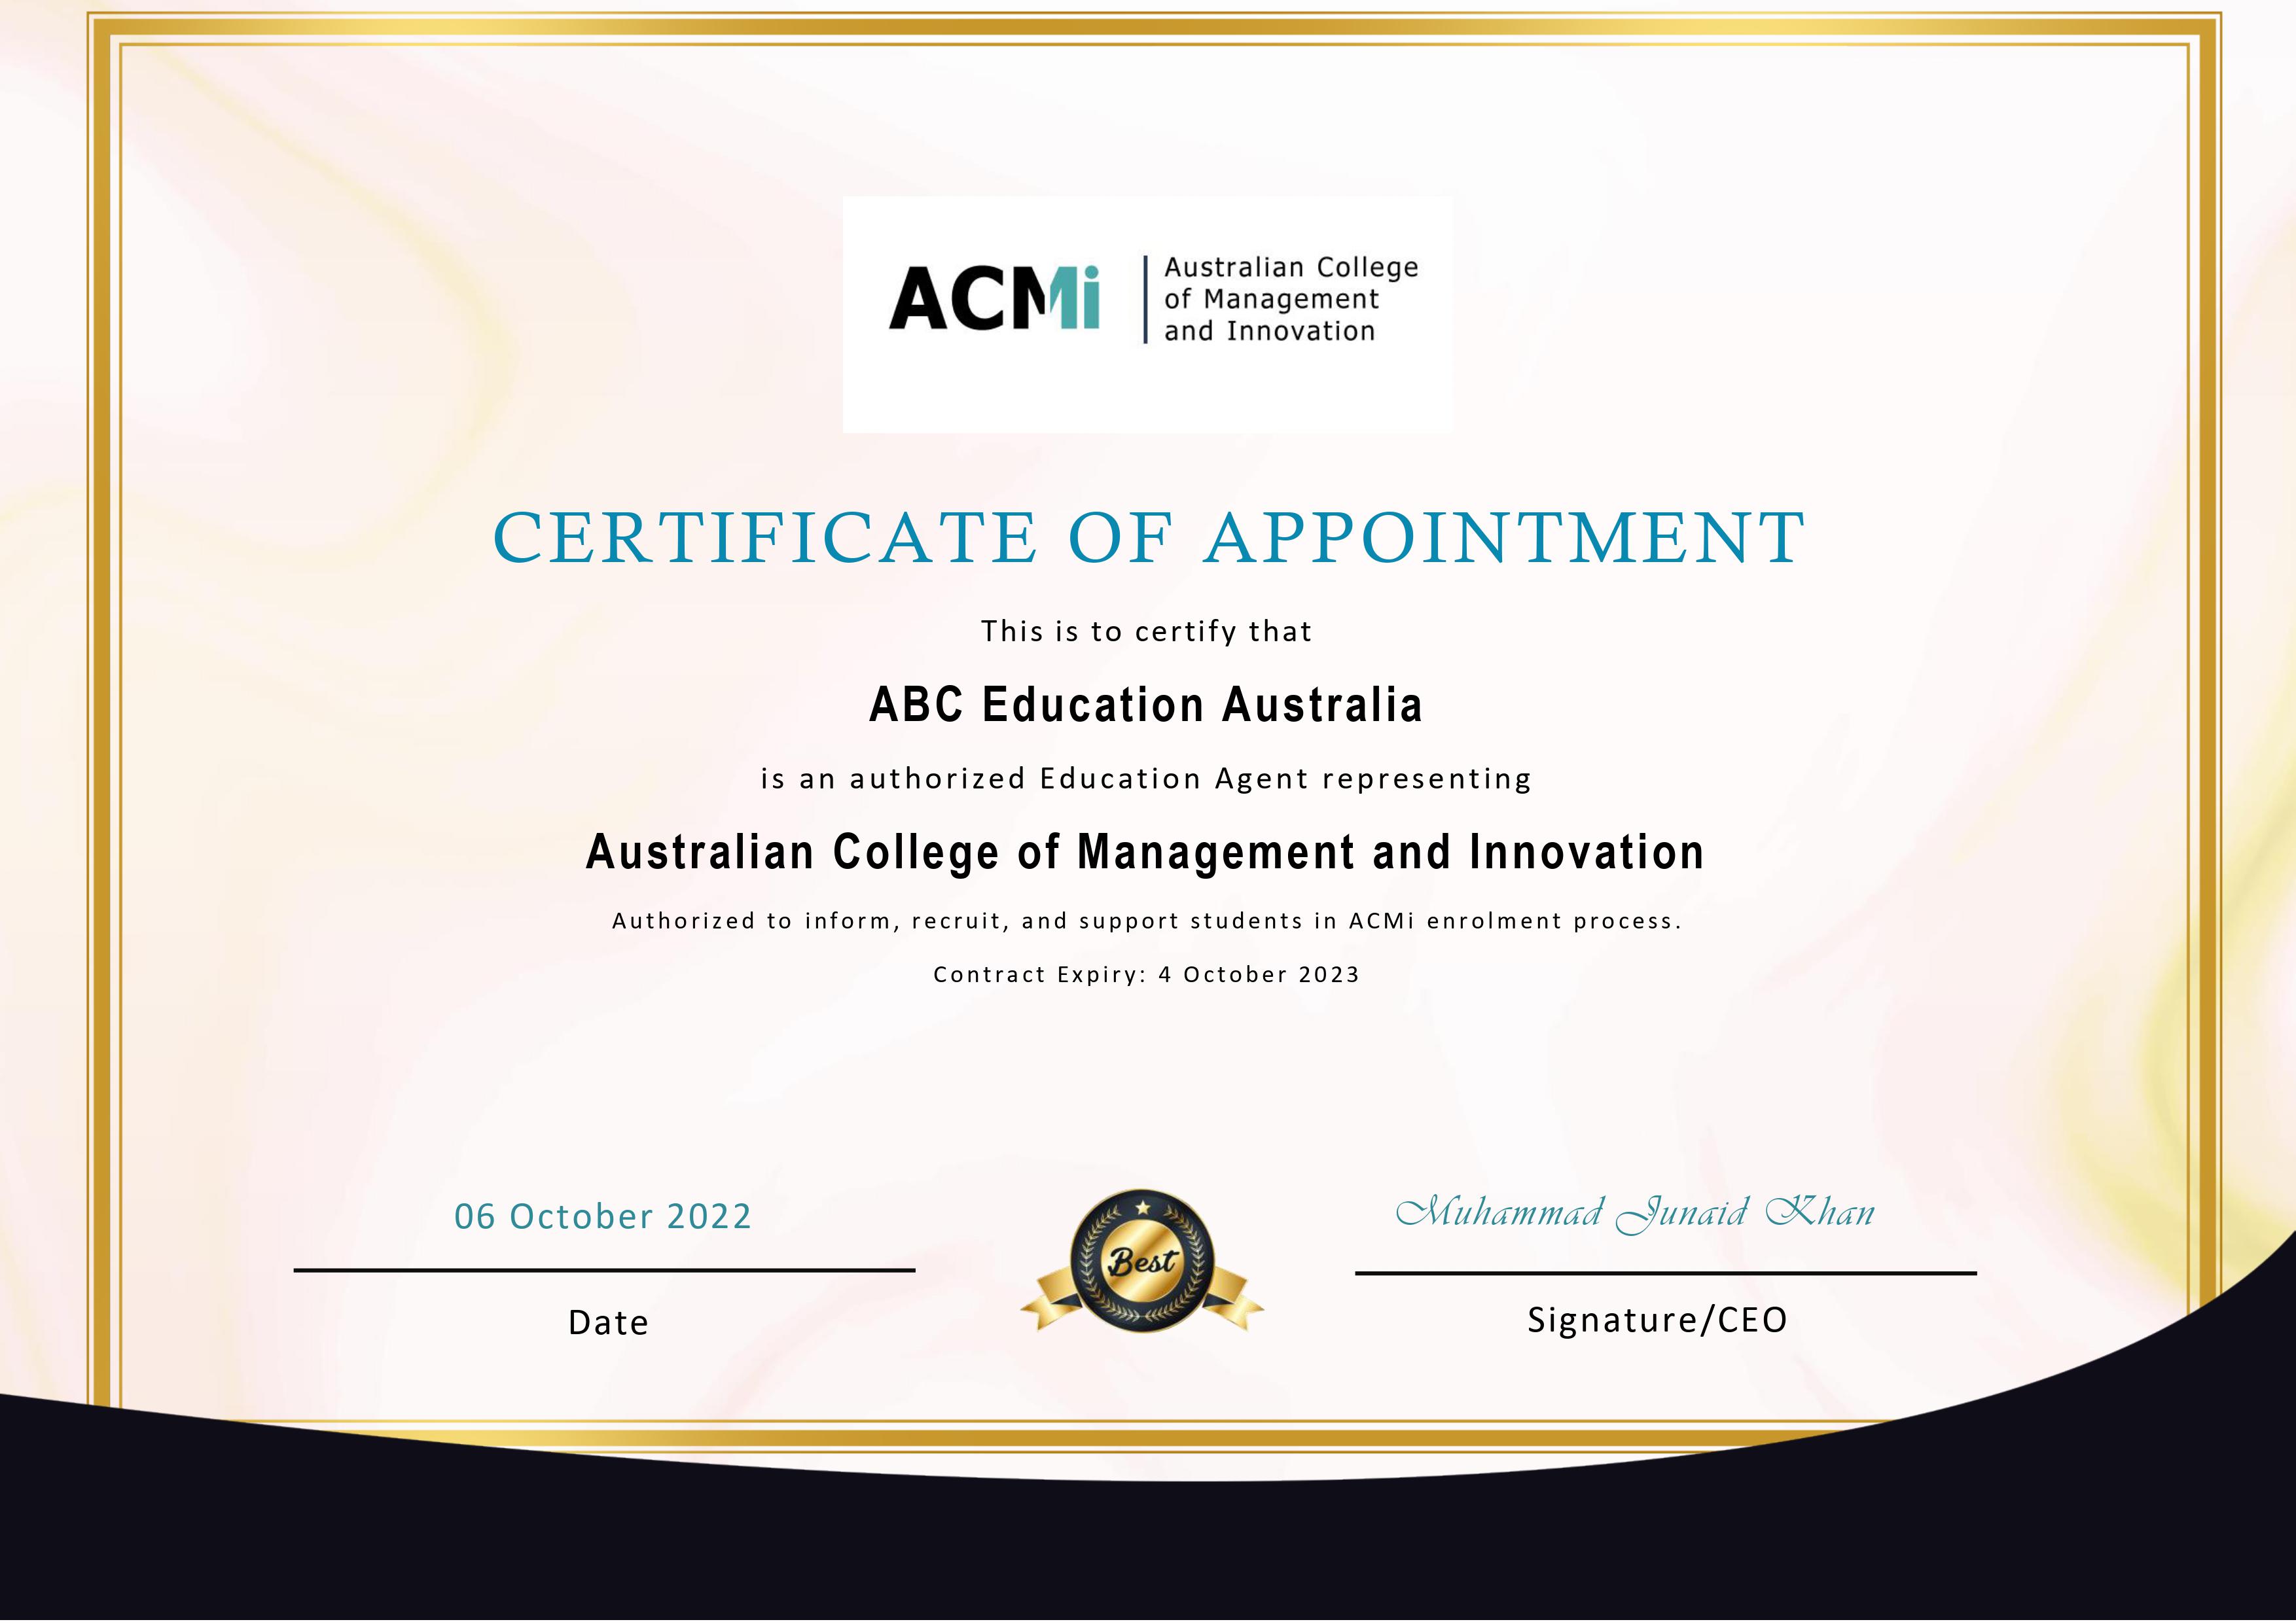 ACMi
Australian College
of Management
and Innovation
CERTIFICATE OF APPOINTMENT
This is to certify that
ABC Education Australia
is an authorized Education Agent representing
Australian College of Management and Innovation
Authorized to inform, recruit, and support students in ACMi enrolment process.
Contract Expiry: 4 October 2023
06 October 2022
Date
Best
Muhammad Junaid Khan
Signature/CEO